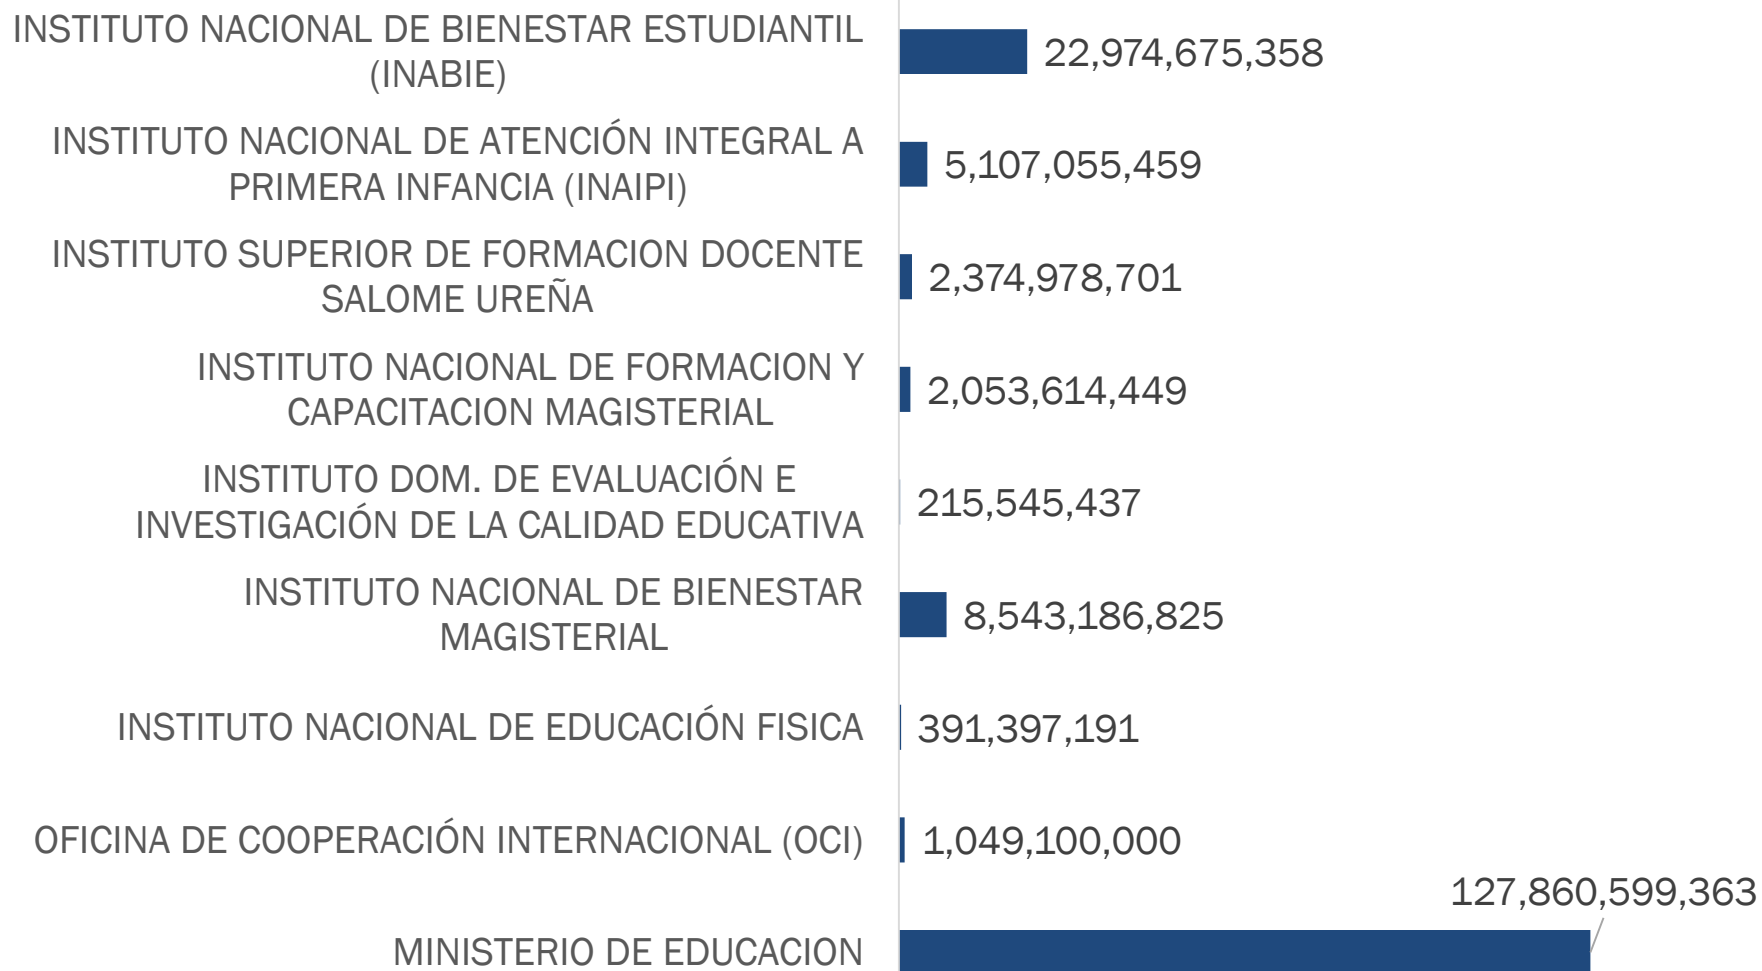 INSTITUTO NACIONAL DE BIENESTAR ESTUDIANTIL
(INABIE)
22,974,675,358
INSTITUTO NACIONAL DE ATENCIÓN INTEGRAL A
PRIMERA INFANCIA (INAIPI)
5,107,055,459
INSTITUTO SUPERIOR DE FORMACION DOCENTE
SALOME UREÑA
2,374,978,701
INSTITUTO NACIONAL DE FORMACION Y
CAPACITACION MAGISTERIAL
2,053,614,449
INSTITUTO DOM. DE EVALUACIÓN E
INVESTIGACIÓN DE LA CALIDAD EDUCATIVA
215,545,437
INSTITUTO NACIONAL DE BIENESTAR
MAGISTERIAL
8,543,186,825
INSTITUTO NACIONAL DE EDUCACIÓN FISICA
391,397,191
OFICINA DE COOPERACIÓN INTERNACIONAL (OCI)
1,049,100,000
127,860,599,363
MINISTERIO DE EDUCACION